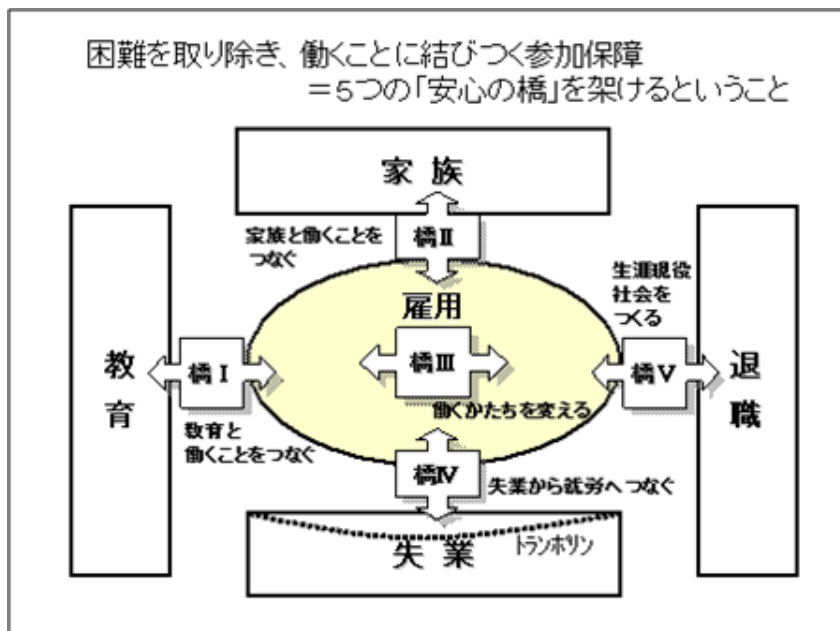 困難を取り除き、働くことに結びつく参加保障
＝5つの「安心の橋」を架けるということ
家 族
橋Ⅱ
家族と働くことを
つなぐ
雇用
生涯現役
社会を
つくる
教
育
橋Ⅰ
橋Ⅲ
橋Ⅴ
退
職
働くかたちを変える
教育と
働くことをつなぐ
橋Ⅳ
失業から就労へつなぐ
トランポリン
失 業